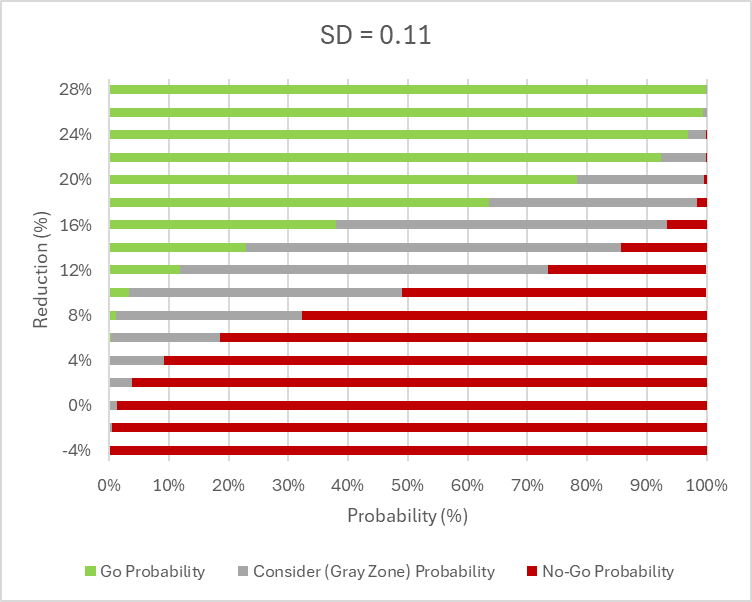 SD = 0.11
28%
24%
20%
16%
12%
8%
4%
0%
-4%
Reduction (%)
0% 10% 20% 30% 40% 50% 60% 70% 80% 90% 100%
Probability (%)
Go Probability Consider (Gray Zone) Probability No-Go Probability